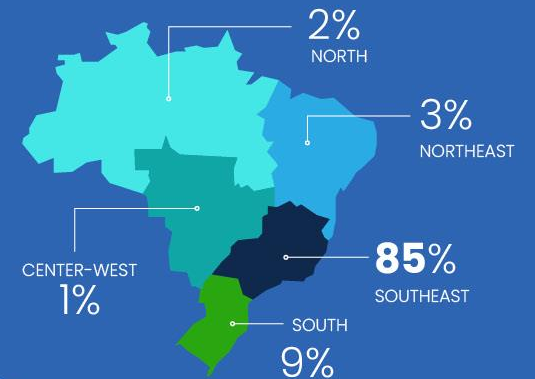 2%
NORTH
3%
NORTHEAST
85%
SOUTHEAST
CENTER-WEST
1%
SOUTH
9%